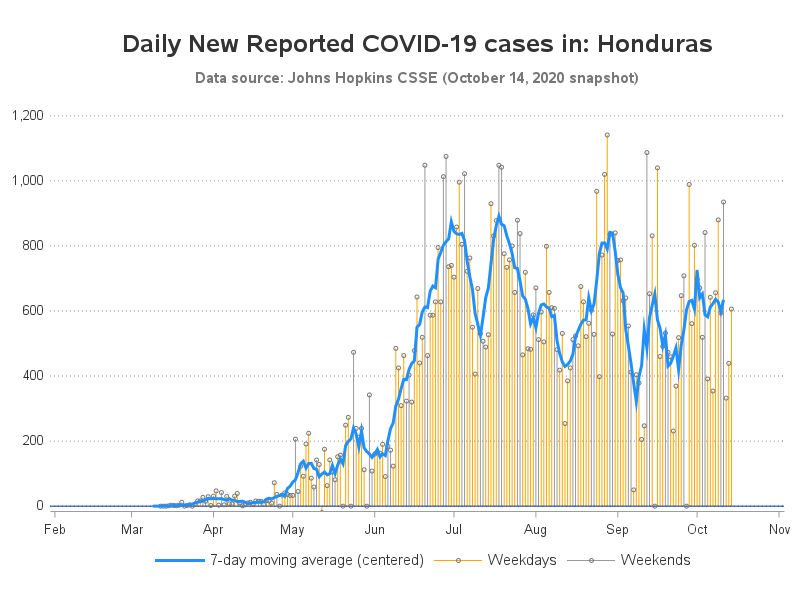 Daily New Reported COVID-19 cases in: Honduras
Data source: Johns Hopkins CSSE (October 14, 2020 snapshot)
1,200
1,000
800
600
400
200
0
Feb Mar Apr May Jun Jul Aug Sep Oct Nov
7-day moving average (centered) Weekdays Weekends